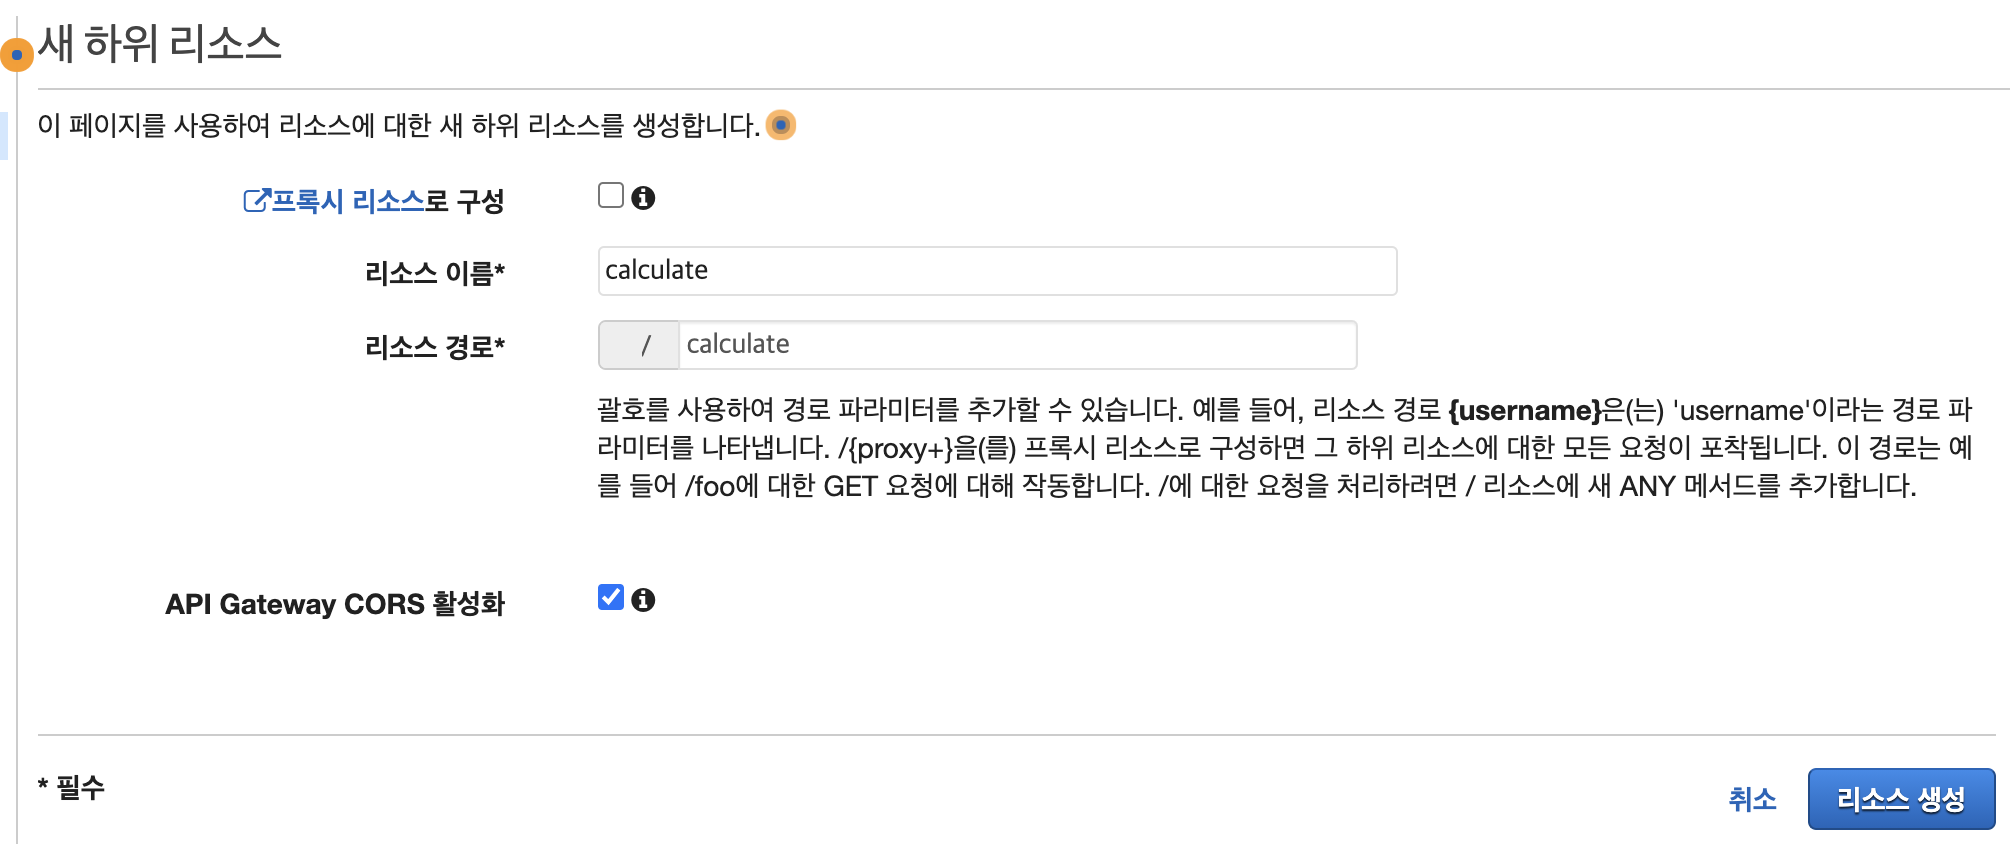 새 하위 리소스
이 페이지를 사용하여 리소스에 대한 새 하위 리소스를 생성합니다.
프록시 리소스로 구성
리소스 이름* calculate
리소스 경로* / calculate
괄호를 사용하여 경로 파라미터를 추가할 수 있습니다. 예를 들어, 리소스 경로 {username}은(는) 'username'이라는 경로 파
라미터를 나타냅니다. /{proxy+}을(를) 프록시 리소스로 구성하면 그 하위 리소스에 대한 모든 요청이 포착됩니다. 이 경로는 예
를 들어 /foo에 대한 GET 요청에 대해 작동합니다. /에 대한 요청을 처리하려면 / 리소스에 새 ANY 메서드를 추가합니다.
API Gateway CORS 활성화
* 필수
취소 리소스 생성